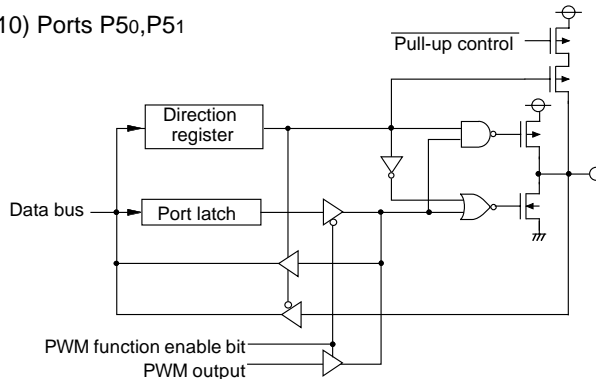 10) Ports P50,P51
Pull-up control
Direction
register
Data bus
Port latch
PWM function enable bit
PWM output